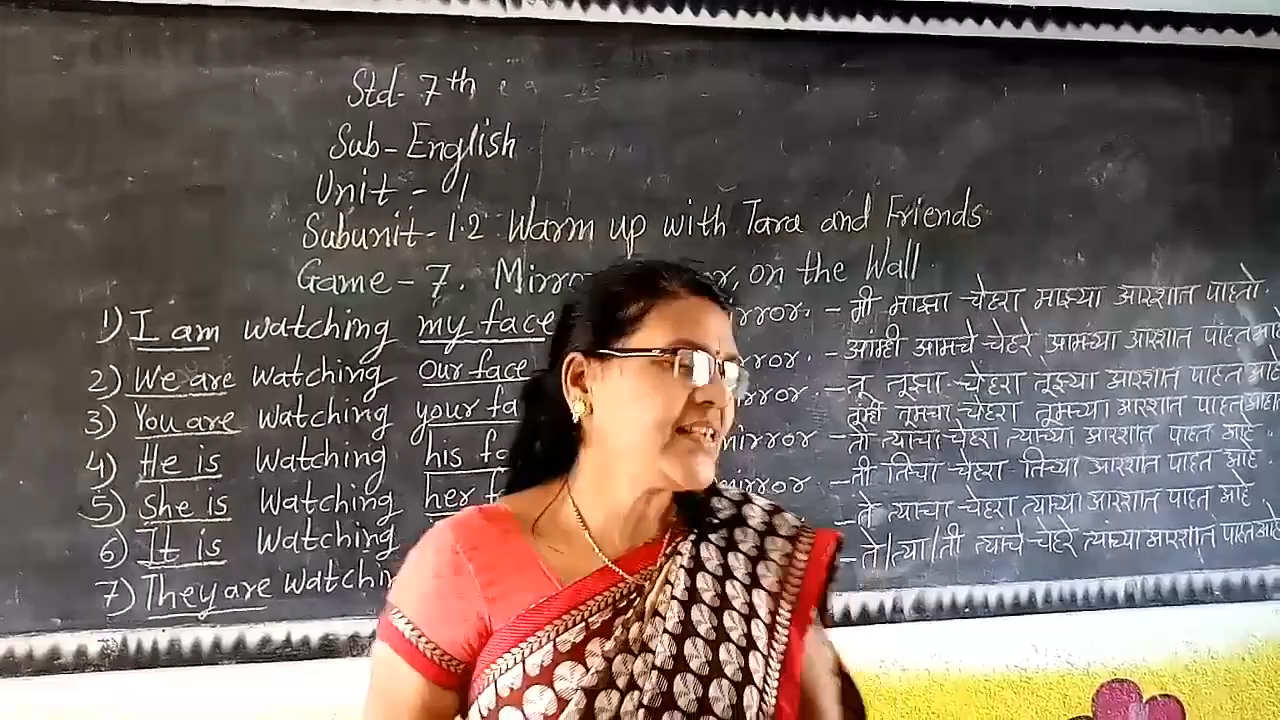 Std- 7th
Sub- English
Unit - 1
Subunit- 1.2 Warm up with Tara and Friends
Game - 7. Mirror, on the Wall
1) I am watching my face mirror. - मी माझा चेहरा माझ्या आरशात पाहतो.
2) We are watching our face mirror. - आम्ही आमचे चेहरे आमच्या आरशात पाहत आहे
3) You are watching your mirror. - तू तूझा चेहरा तूझ्या आरशात पाहत आहे
तूम्ही तूमचा चेहरा तूमच्या आरशात पाहत आहात
4) He is watching his mirror - तो त्याचा चेहरा त्याच्या आरशात पाहत आहे.
5) She is watching her mirror. - ती तिचा चेहरा तिच्या आरशात पाहत आहे.
6) It is watching - ते त्याचा चेहरा त्याच्या आरशात पाहत आहे.
7) They are - ते/त्या/ती त्यांचे चेहरे त्यांच्या आरशात पाहत आहे